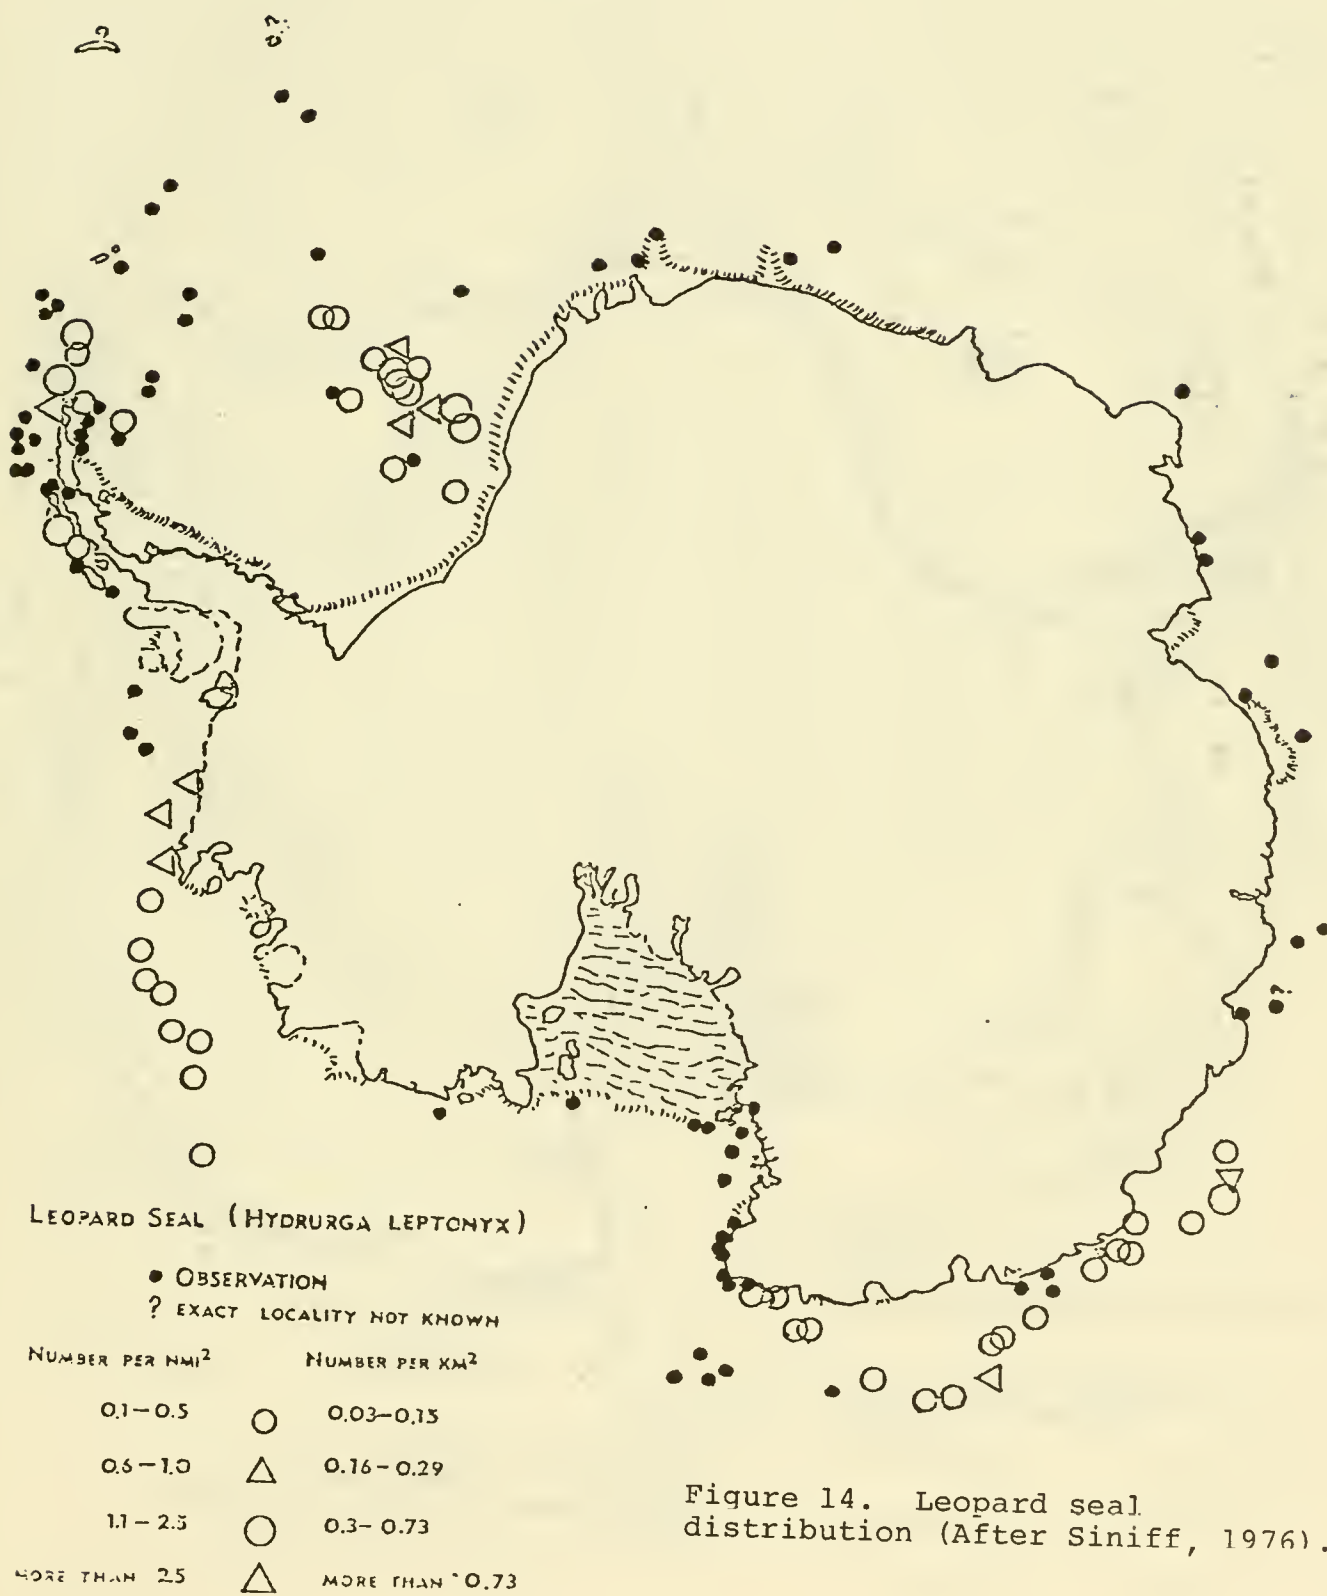 ?
LEOPARD SEAL (HYDRURGA LEPTONYX)
● OBSERVATION
? EXACT LOCALITY NOT KNOWN
NUMBER PER NMI² NUMBER PER KM²
0.1–0.5 ○ 0.03–0.15
0.6–1.0 △ 0.16–0.29
1.1–2.5 ○ 0.3–0.73
MORE THAN 2.5 △ MORE THAN 0.73
Figure 14. Leopard seal
distribution (After Siniff, 1976).